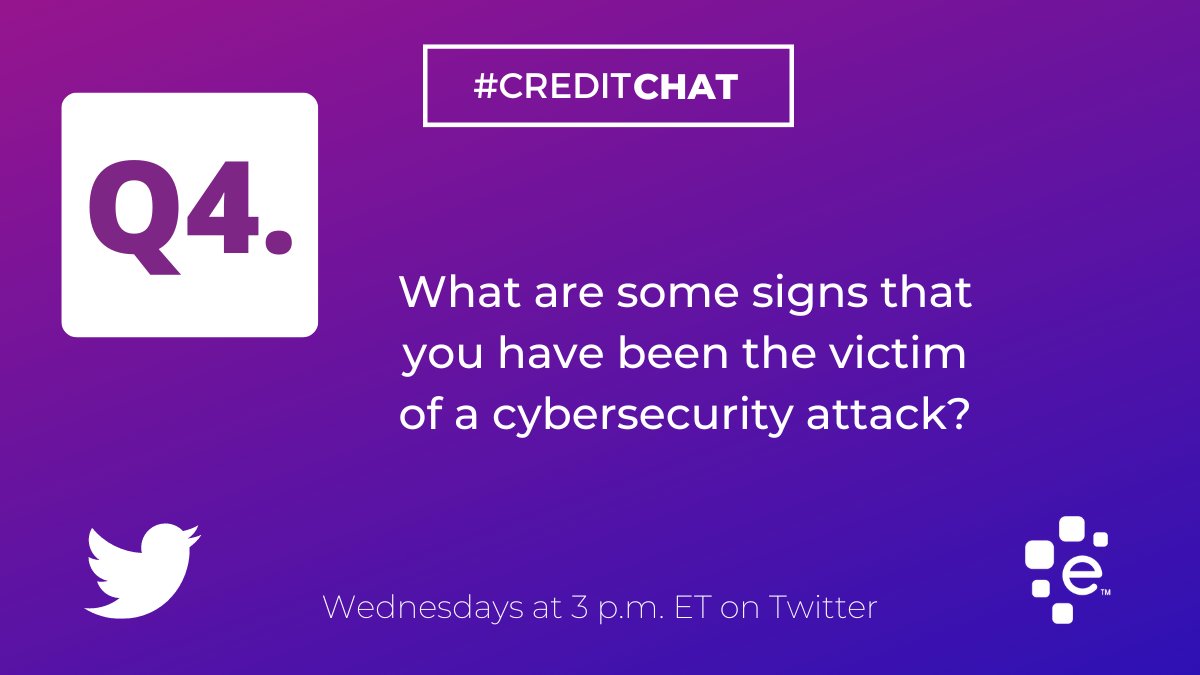 #CREDITCHAT
Q4.
What are some signs that
you have been the victim
of a cybersecurity attack?
Wednesdays at 3 p.m. ET on Twitter
e™